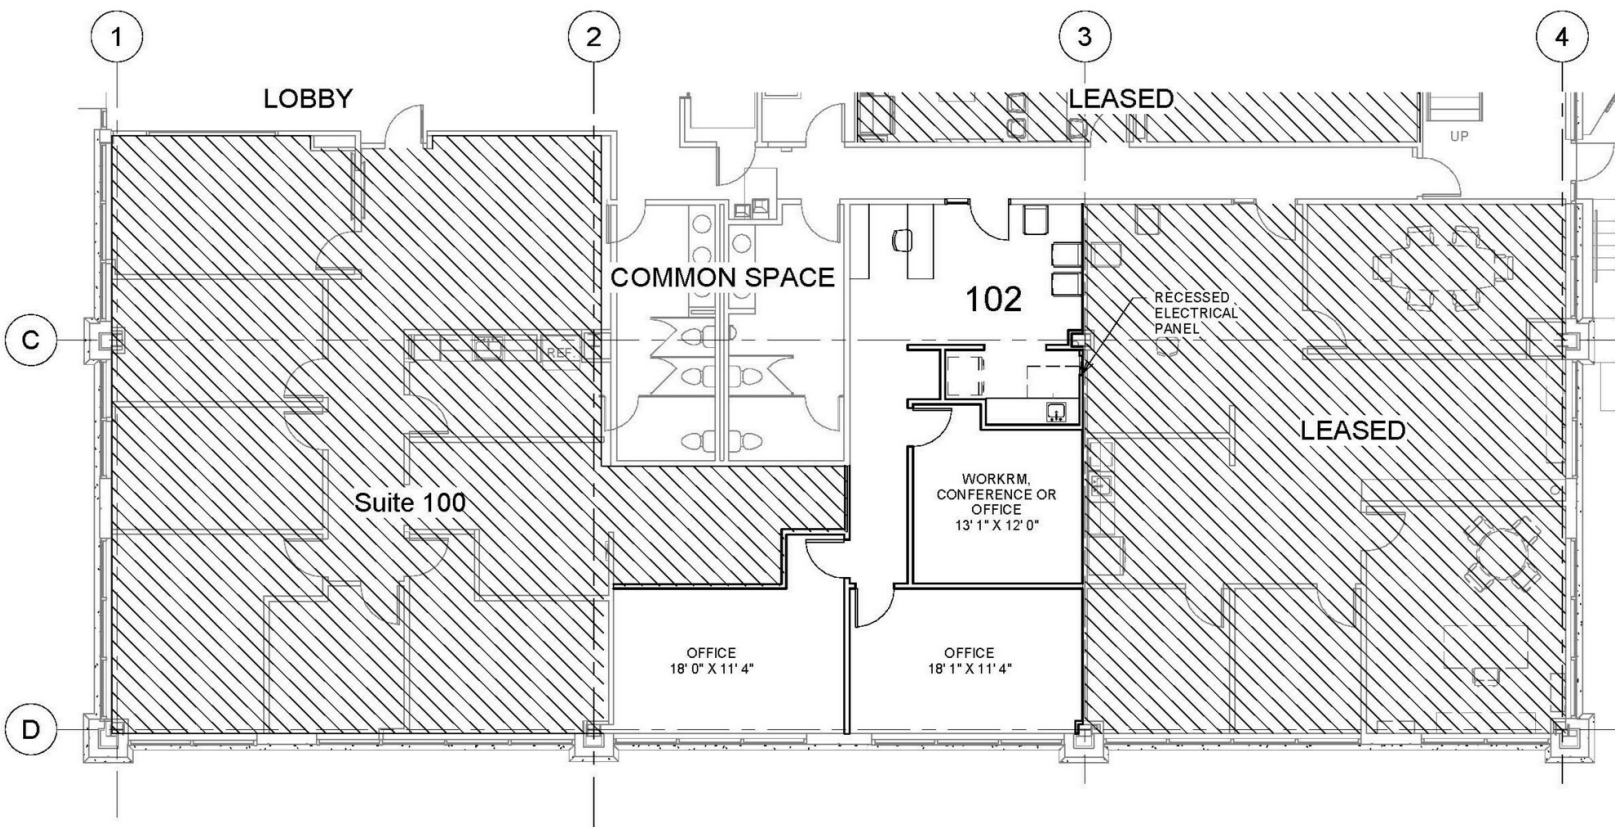 1
2
3
4
LOBBY
LEASED
UP
COMMON SPACE
102
RECESSED
ELECTRICAL
PANEL
C
REF.
LEASED
Suite 100
WORKRM,
CONFERENCE OR
OFFICE
13' 1" X 12' 0"
OFFICE
18' 0" X 11' 4"
OFFICE
18' 1" X 11' 4"
D